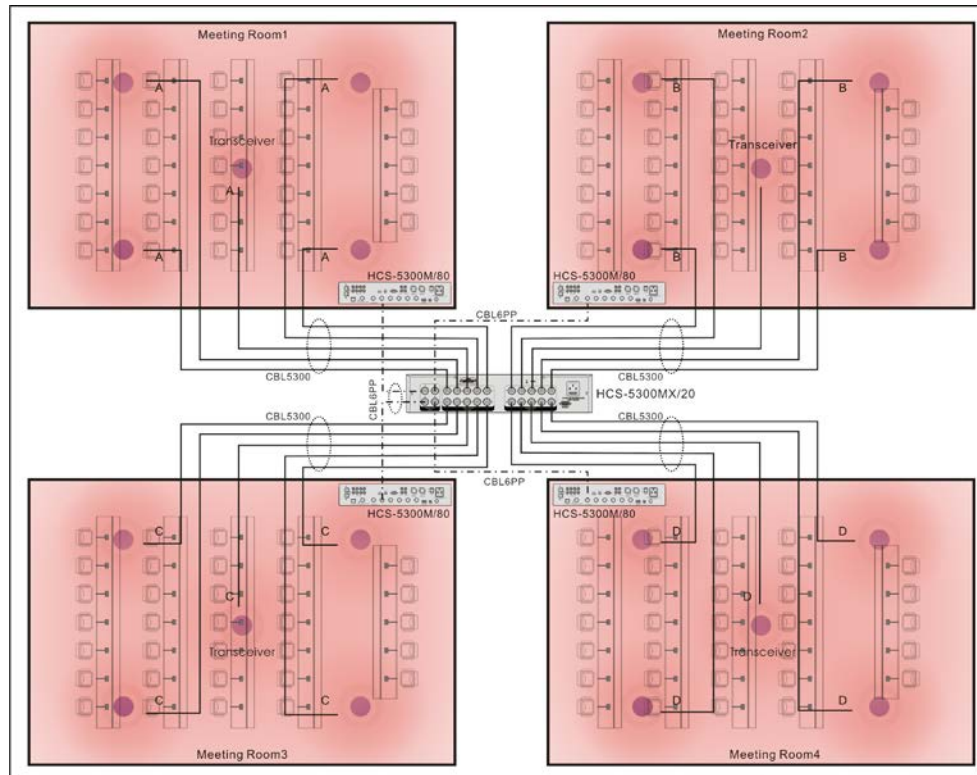 Meeting Room1
Meeting Room2
A
A
B
B
Transceiver
Transceiver
A
A
A
B
B
HCS-5300M/80
HCS-5300M/80
CBL6PP
CBL5300
CBL5300
CBL6PP
HCS-5300MX/20
CBL5300
CBL5300
CBL6PP
HCS-5300M/80
HCS-5300M/80
C
C
D
D
C
D
Transceiver
Transceiver
C
C
D
D
Meeting Room3
Meeting Room4